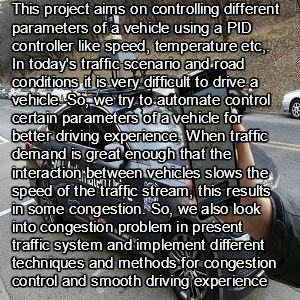 This project aims on controlling different
parameters of a vehicle using a PID
controller like speed, temperature etc,.
In today's traffic scenario and road
conditions it is very difficult to drive a
vehicle. So, we try to automate control
certain parameters of a vehicle for
better driving experience. When traffic
demand is great enough that the
interaction between vehicles slows the
speed of the traffic stream, this results
in some congestion. So, we also look
into congestion problem in present
traffic system and implement different
techniques and methods for congestion
control and smooth driving experience